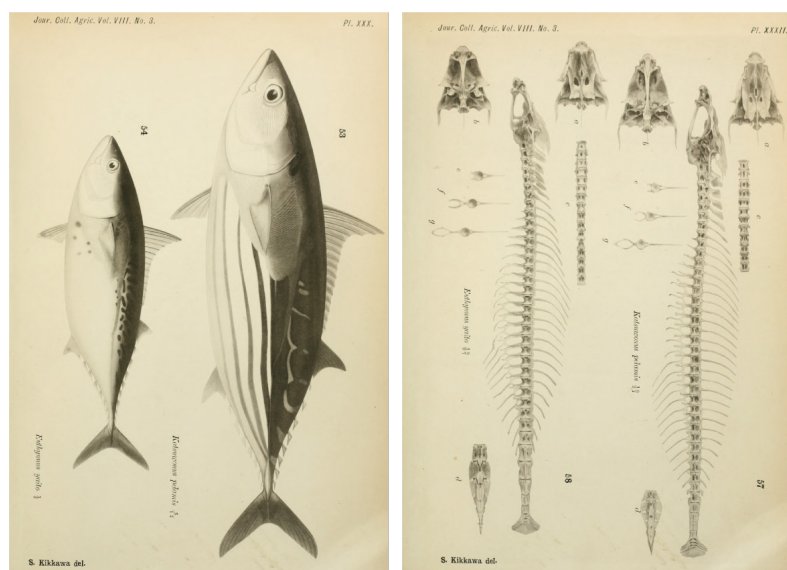 Jour. Coll. Agric. Vol. VIII. No. 3.
Pl. XXX.
54
53
Euthynnus yaito
Katsuwonus pelamis
S. Kikkawa del.
Jour. Coll. Agric. Vol. VIII. No. 3.
Pl. XXXII.
b
a
b
a
e
f
g
c
e
f
g
c
Euthynnus yaito
Katsuwonus pelamis
d
58
d
57
S. Kikkawa del.